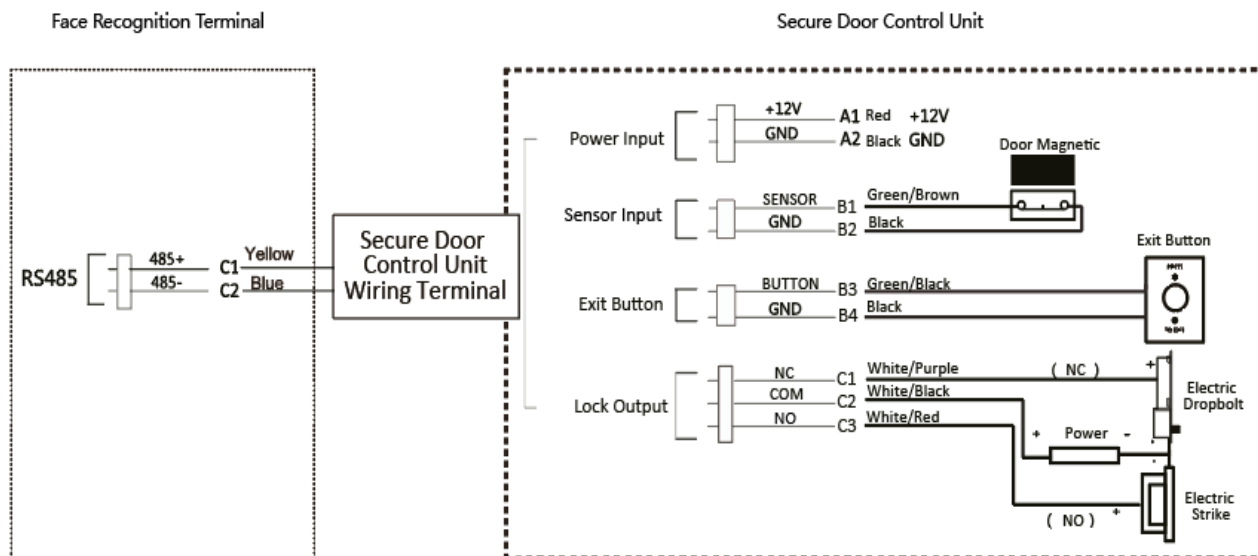 Face Recognition Terminal
Secure Door Control Unit
RS485
485+ C1 Yellow
485- C2 Blue
Secure Door
Control Unit
Wiring Terminal
Power Input
+12V A1 Red +12V
GND A2 Black GND
Door Magnetic
Sensor Input
SENSOR B1 Green/Brown
GND B2 Black
Exit Button
Exit Button
BUTTON B3 Green/Black
GND B4 Black
Lock Output
NC C1 White/Purple ( NC ) +
COM C2 White/Black
NO C3 White/Red
Electric
Dropbolt
+ Power -
Electric
Strike
( NO ) +